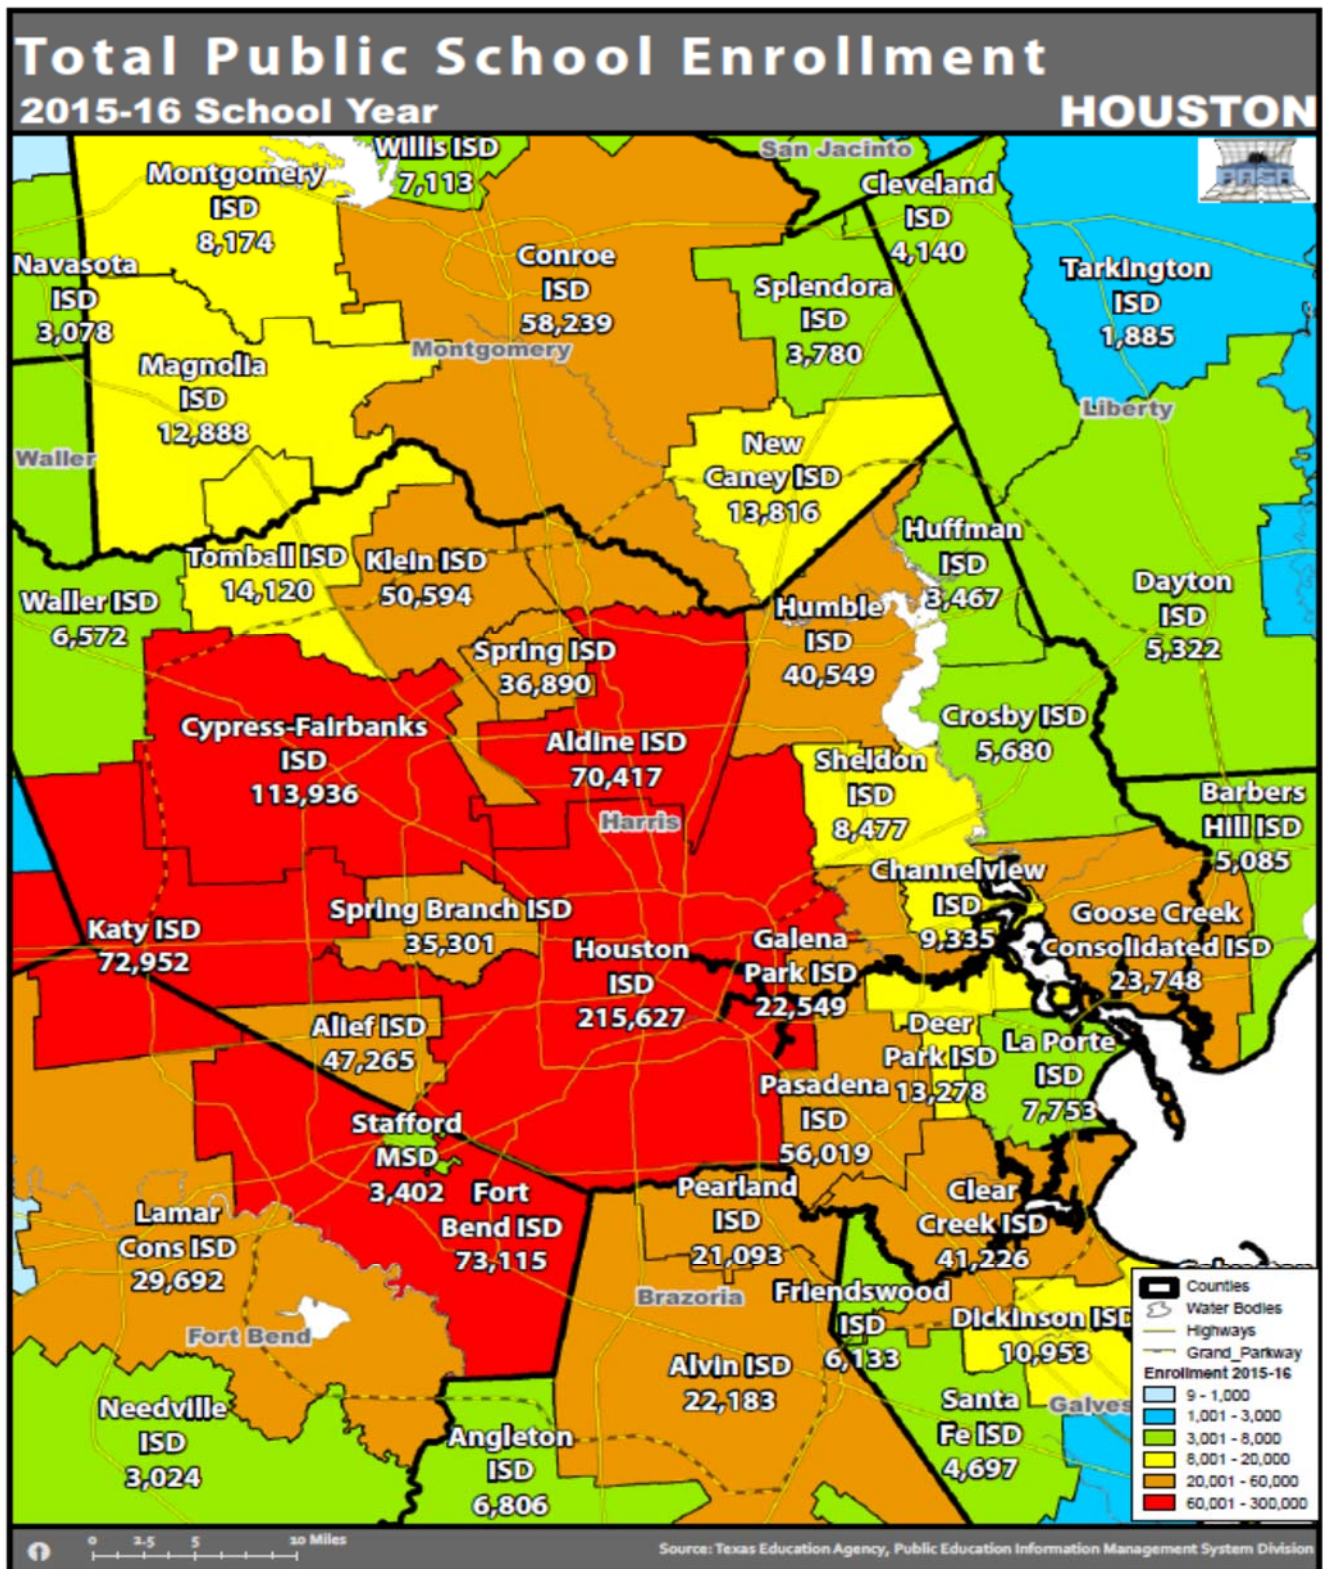 Total Public School Enrollment
2015-16 School Year
HOUSTON
Willis ISD
7,113
San Jacinto
Montgomery
ISD
8,174
Cleveland
ISD
4,140
Navasota
ISD
3,078
Conroe
ISD
58,239
Splendora
ISD
3,780
Tarkington
ISD
1,885
Montgomery
Magnolia
ISD
12,888
Liberty
Waller
New
Caney ISD
13,816
Huffman
ISD
3,467
Tomball ISD
14,120
Klein ISD
50,594
Waller ISD
6,572
Dayton
ISD
5,322
Humble
ISD
40,549
Spring ISD
36,890
Cypress-Fairbanks
ISD
113,936
Aldine ISD
70,417
Crosby ISD
5,680
Sheldon
ISD
8,477
Harris
Barbers
Hill ISD
5,085
Channelview
ISD
9,335
Katy ISD
72,952
Spring Branch ISD
35,301
Houston
ISD
215,627
Galena
Park ISD
22,549
Goose Creek
Consolidated ISD
23,748
Alief ISD
47,265
Deer
Park ISD
13,278
La Porte
ISD
7,753
Pasadena
ISD
56,019
Stafford
MSD
3,402
Fort
Bend ISD
73,115
Pearland
ISD
21,093
Clear
Creek ISD
41,226
Lamar
Cons ISD
29,692
Brazoria
Friendswood
ISD
6,133
Dickinson ISD
10,953
Fort Bend
Alvin ISD
22,183
Needville
ISD
3,024
Angleton
ISD
6,806
Santa
Fe ISD
4,697
Galves
Counties
Water Bodies
Highways
Grand_Parkway
Enrollment 2015-16
9 - 1,000
1,001 - 3,000
3,001 - 8,000
8,001 - 20,000
20,001 - 60,000
60,001 - 300,000
0 2.5 5 10 Miles
Source: Texas Education Agency, Public Education Information Management System Division